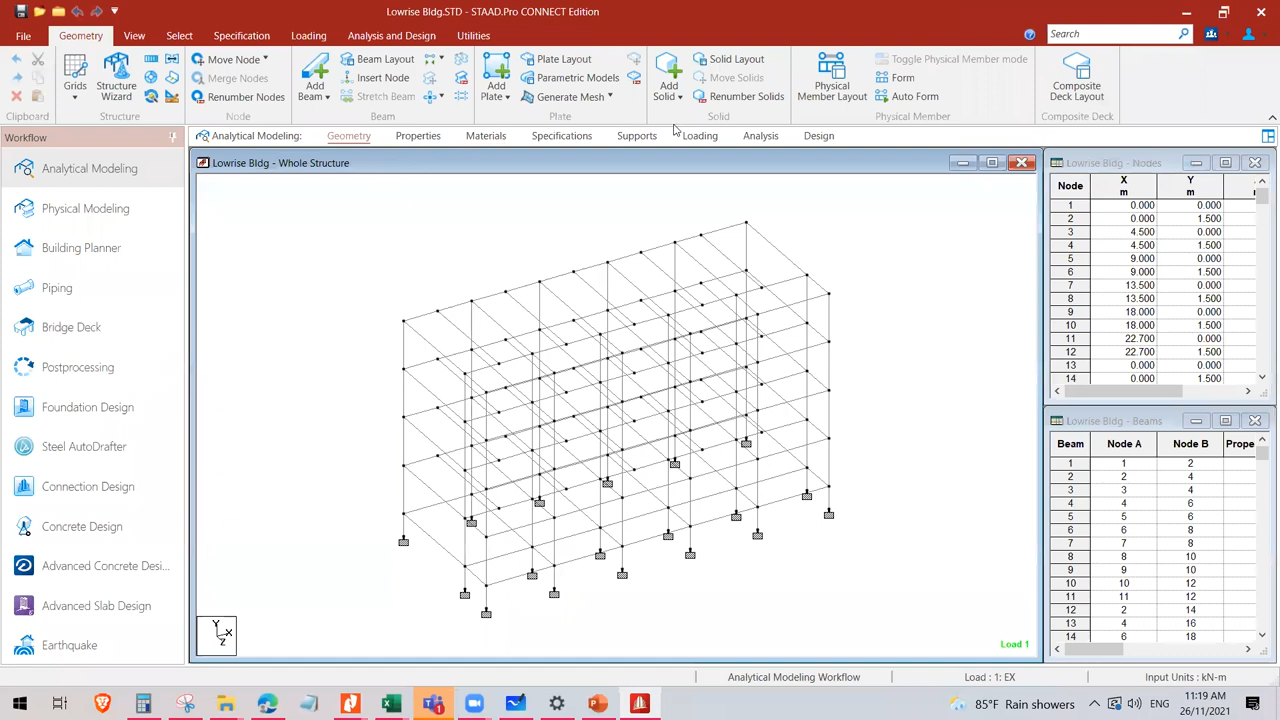 Lowrise Bldg.STD - STAAD.Pro CONNECT Edition
File Geometry View Select Specification Loading Analysis and Design Utilities Search
Grids
Structure Wizard
Move Node
Merge Nodes
Renumber Nodes
Add Beam
Beam Layout
Insert Node
Stretch Beam
Add Plate
Plate Layout
Parametric Models
Generate Mesh
Add Solid
Solid Layout
Move Solids
Renumber Solids
Physical Member Layout
Toggle Physical Member mode
Form
Auto Form
Composite Deck Layout
Clipboard Structure Node Beam Plate Solid Physical Member Composite Deck
Workflow
Analytical Modeling: Geometry Properties Materials Specifications Supports Loading Analysis Design
Analytical Modeling
Physical Modeling
Building Planner
Piping
Bridge Deck
Postprocessing
Foundation Design
Steel AutoDrafter
Connection Design
Concrete Design
Advanced Concrete Desi...
Advanced Slab Design
Earthquake
Lowrise Bldg - Whole Structure
Y
X
Z
Load 1
Lowrise Bldg - Nodes
Node X m Y m
1 0.000 0.000
2 0.000 1.500
3 4.500 0.000
4 4.500 1.500
5 9.000 0.000
6 9.000 1.500
7 13.500 0.000
8 13.500 1.500
9 18.000 0.000
10 18.000 1.500
11 22.700 0.000
12 22.700 1.500
13 0.000 0.000
14 0.000 1.500
Lowrise Bldg - Beams
Beam Node A Node B Prope
1 1 2
2 2 4
3 3 4
4 4 6
5 5 6
6 6 8
7 7 8
8 8 10
9 9 10
10 10 12
11 11 12
12 2 14
13 4 16
14 6 18
Analytical Modeling Workflow Load : 1: EX Input Units : kN-m
85°F Rain showers ENG 11:19 AM
26/11/2021